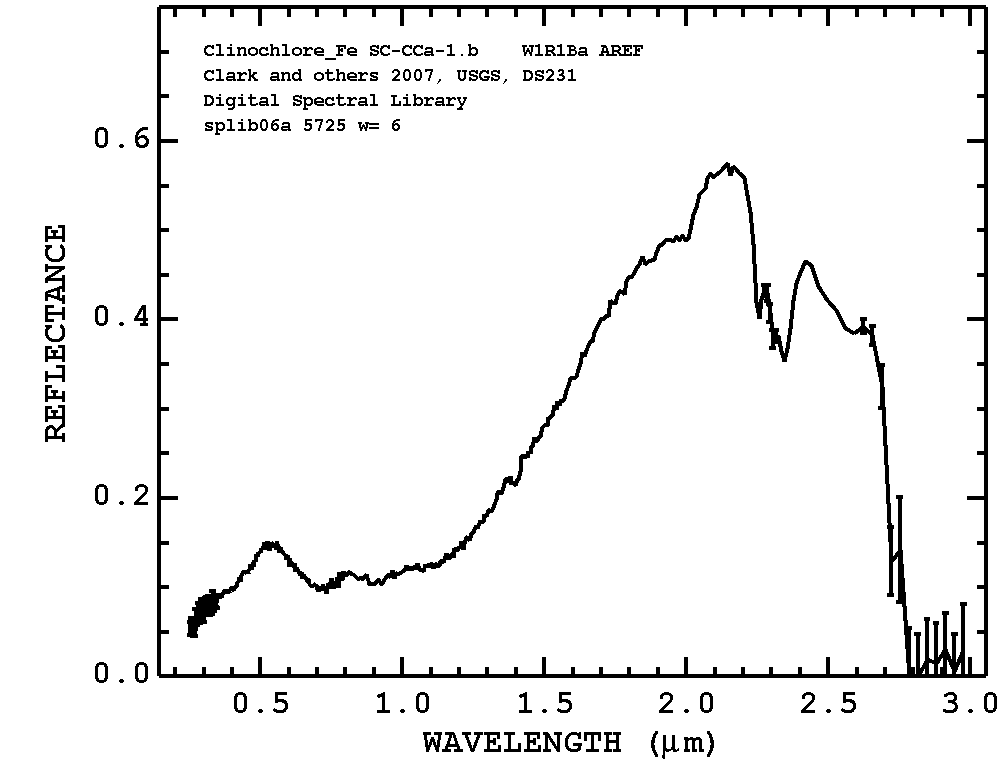 Clinochlore_Fe SC-CCa-1.b W1R1Ba AREF
Clark and others 2007, USGS, DS231
Digital Spectral Library
splib06a 5725 w= 6
0.6
0.4
0.2
0.0
REFLECTANCE
0.5 1.0 1.5 2.0 2.5 3.0
WAVELENGTH (μm)